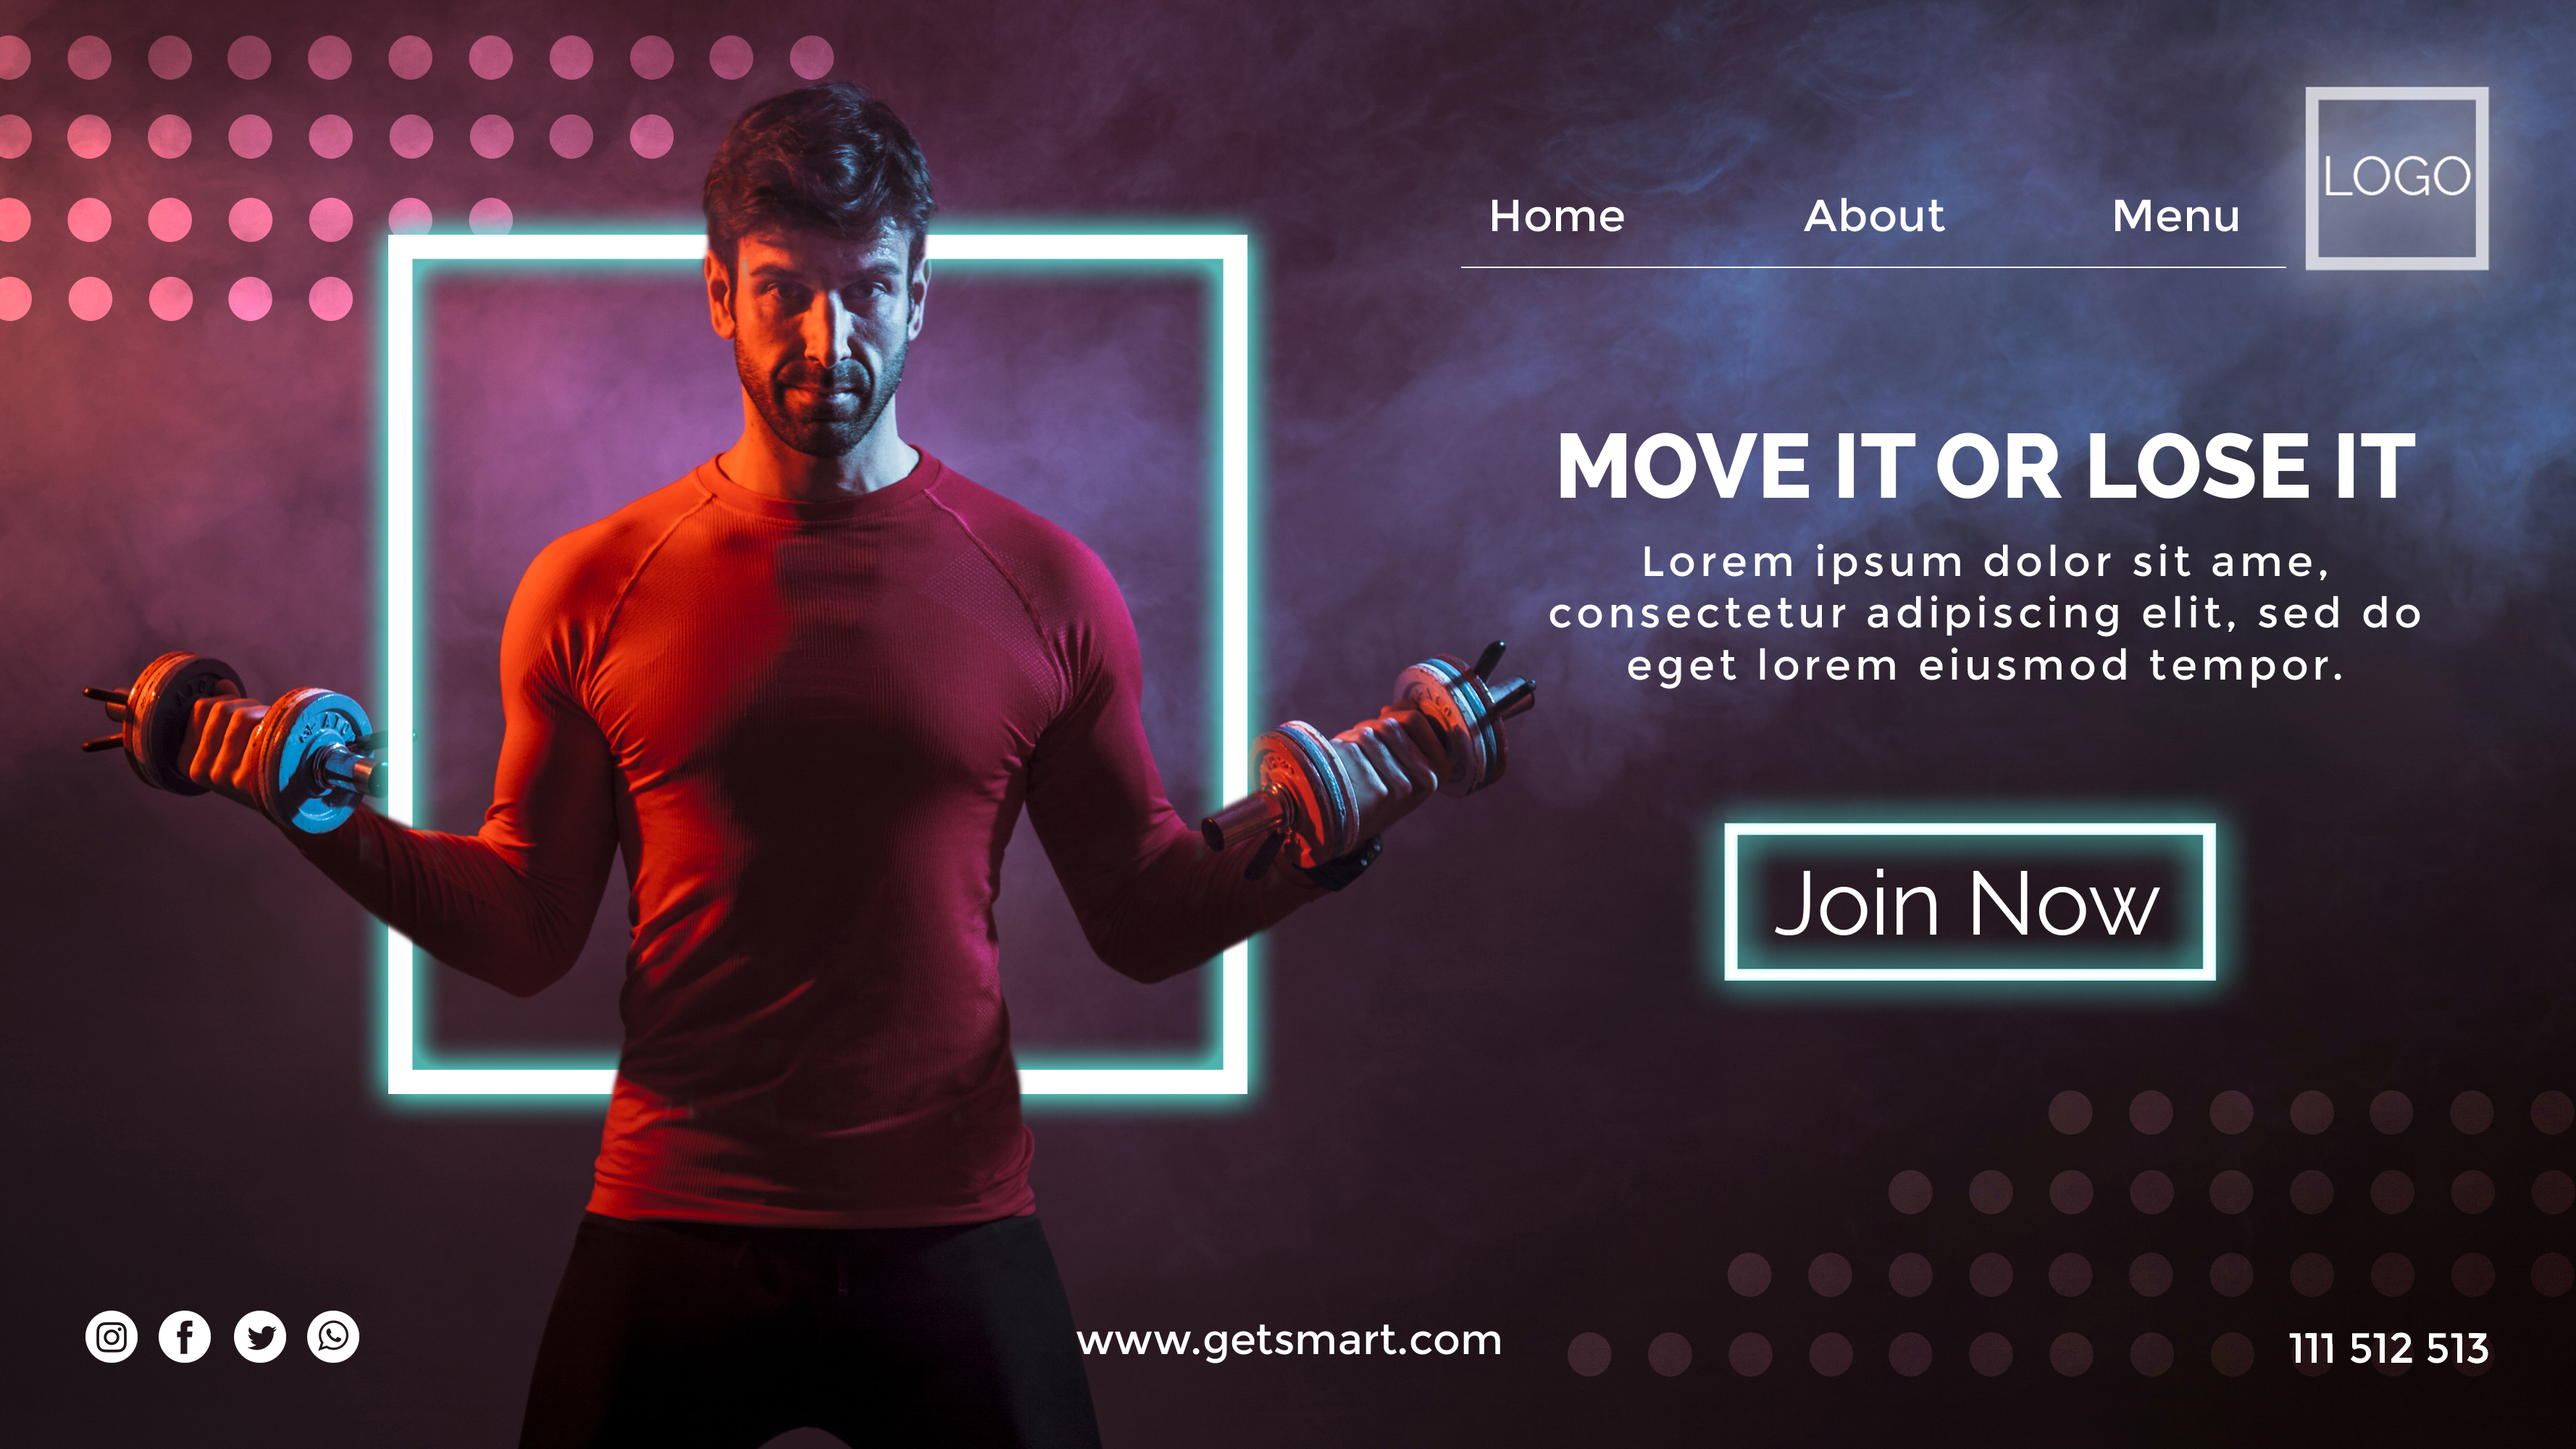 Home About Menu
LOGO
MOVE IT OR LOSE IT
Lorem ipsum dolor sit ame,
consectetur adipiscing elit, sed do
eget lorem eiusmod tempor.
Join Now
www.getsmart.com
111 512 513